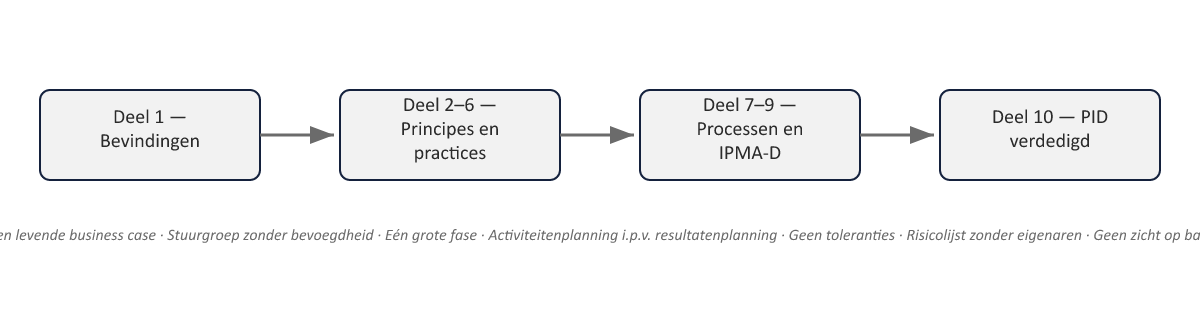 Deel 1 —
Bevindingen
Deel 2–6 —
Principes en
practices
Deel 7–9 —
Processen en
IPMA-D
Deel 10 — PID
verdedigd
en levende business case · Stuurgroep zonder bevoegdheid · Eén grote fase · Activiteitenplanning i.p.v. resultatenplanning · Geen toleranties · Risicolijst zonder eigenaren · Geen zicht op ba